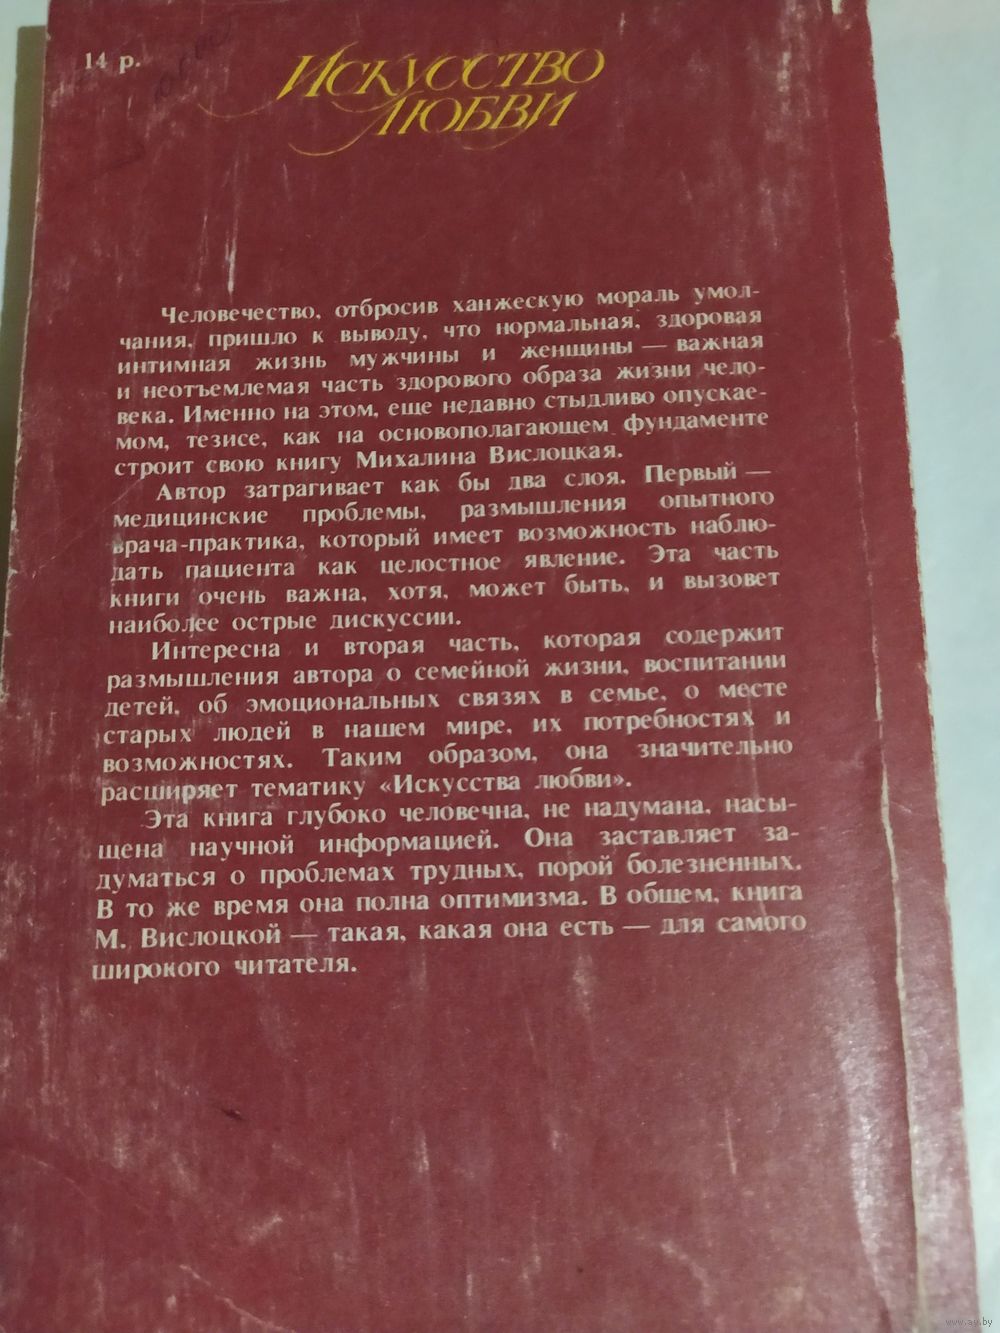 14 р.
Искусство
любви
Человечество, отбросив ханжескую мораль умол-
чания, пришло к выводу, что нормальная, здоровая
интимная жизнь мужчины и женщины — важная
и неотъемлемая часть здорового образа жизни чело-
века. Именно на этом, еще недавно стыдливо опускае-
мом, тезисе, как на основополагающем фундаменте
строит свою книгу Михалина Вислоцкая.
Автор затрагивает как бы два слоя. Первый —
медицинские проблемы, размышления опытного
врача-практика, который имеет возможность наблю-
дать пациента как целостное явление. Эта часть
книги очень важна, хотя, может быть, и вызовет
наиболее острые дискуссии.
Интересна и вторая часть, которая содержит
размышления автора о семейной жизни, воспитании
детей, об эмоциональных связях в семье, о месте
старых людей в нашем мире, их потребностях и
возможностях. Таким образом, она значительно
расширяет тематику «Искусства любви».
Эта книга глубоко человечна, не надумана, насы-
щена научной информацией. Она заставляет за-
думаться о проблемах трудных, порой болезненных.
В то же время она полна оптимизма. В общем, книга
М. Вислоцкой — такая, какая она есть — для самого
широкого читателя.
www.ay.by